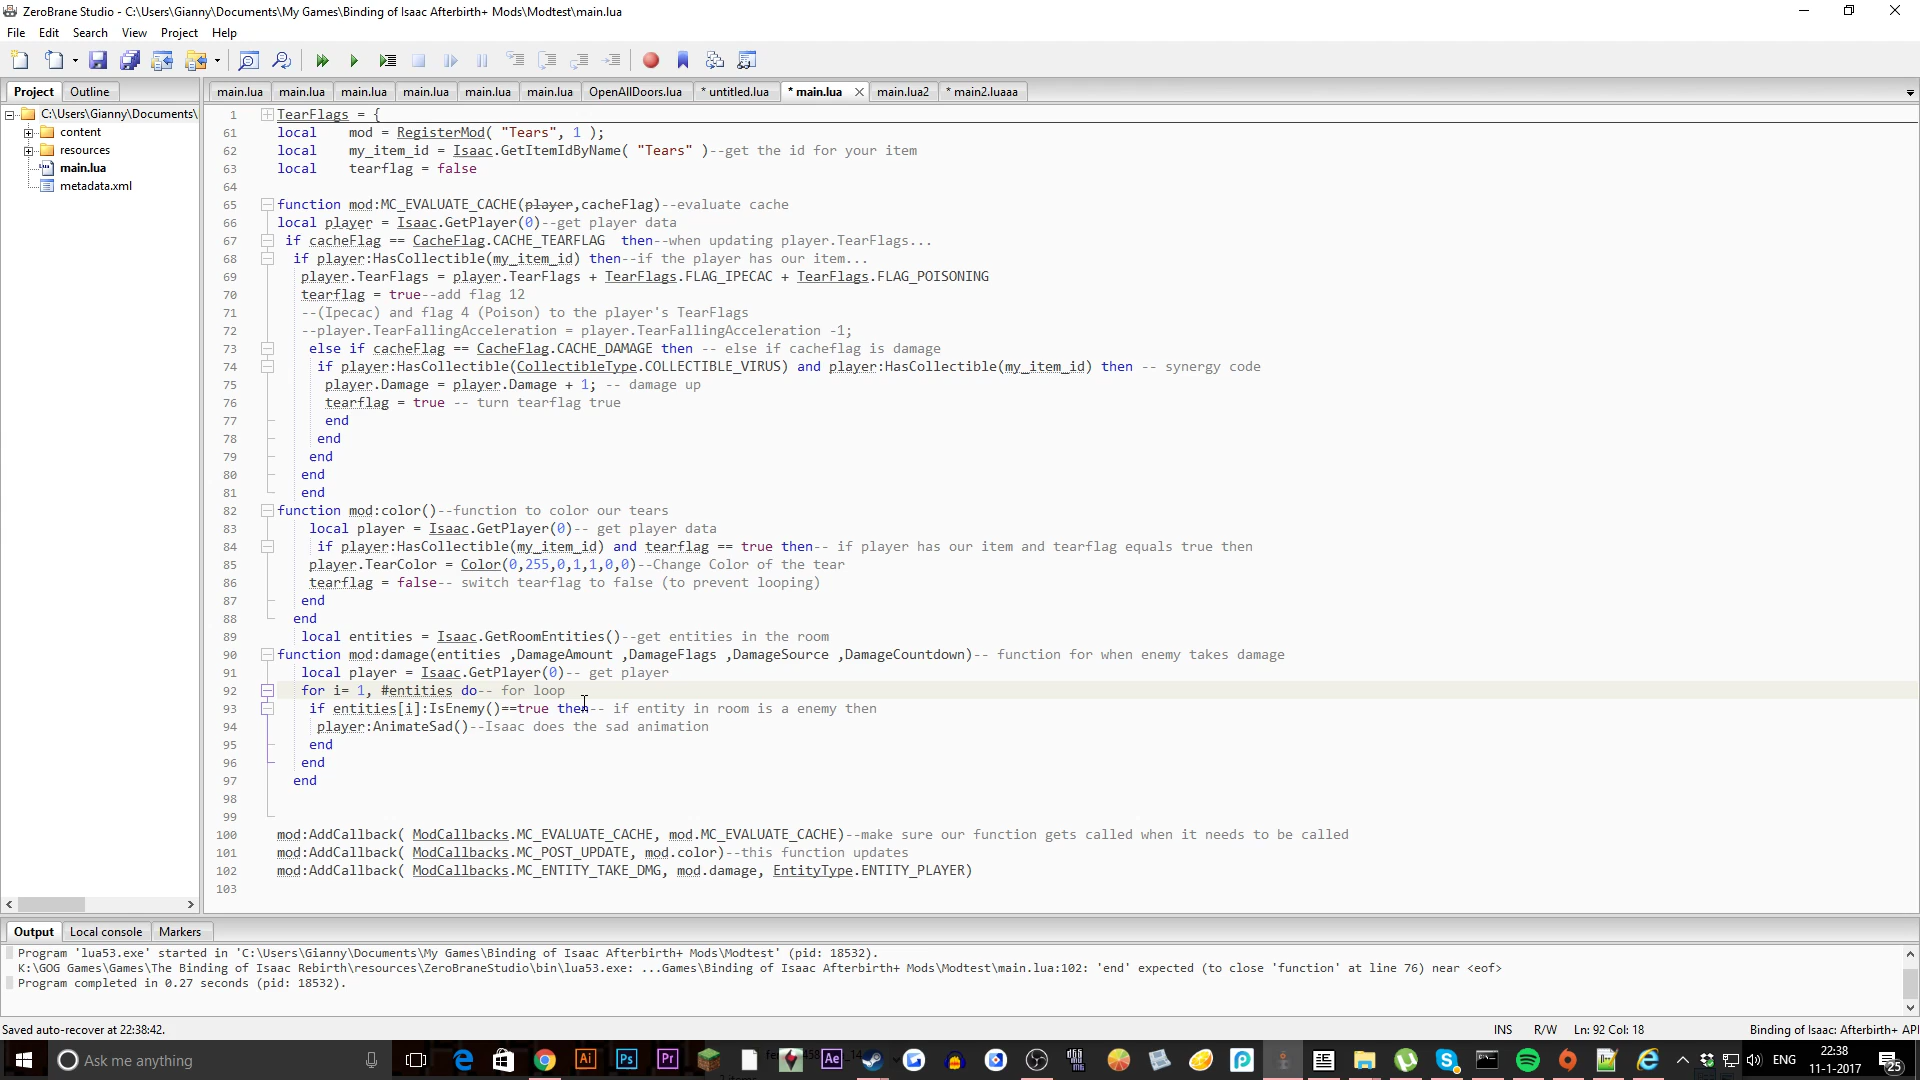 ZeroBrane Studio - C:\Users\Gianny\Documents\My Games\Binding of Isaac Afterbirth+ Mods\Modtest\main.lua
File Edit Search View Project Help
Project Outline
main.lua main.lua main.lua main.lua main.lua main.lua OpenAllDoors.lua * untitled.lua * main.lua main.lua2 * main2.luaaa
C:\Users\Gianny\Documents\
content
resources
main.lua
metadata.xml
1 TearFlags = {
61 local mod = RegisterMod( "Tears", 1 );
62 local my_item_id = Isaac.GetItemIdByName( "Tears" )--get the id for your item
63 local tearflag = false
64
65 function mod:MC_EVALUATE_CACHE(player,cacheFlag)--evaluate cache
66 local player = Isaac.GetPlayer(0)--get player data
67 if cacheFlag == CacheFlag.CACHE_TEARFLAG then--when updating player.TearFlags...
68 if player:HasCollectible(my_item_id) then--if the player has our item...
69 player.TearFlags = player.TearFlags + TearFlags.FLAG_IPECAC + TearFlags.FLAG_POISONING
70 tearflag = true--add flag 12
71 --(Ipecac) and flag 4 (Poison) to the player's TearFlags
72 --player.TearFallingAcceleration = player.TearFallingAcceleration -1;
73 else if cacheFlag == CacheFlag.CACHE_DAMAGE then -- else if cacheflag is damage
74 if player:HasCollectible(CollectibleType.COLLECTIBLE_VIRUS) and player:HasCollectible(my_item_id) then -- synergy code
75 player.Damage = player.Damage + 1; -- damage up
76 tearflag = true -- turn tearflag true
77 end
78 end
79 end
80 end
81 end
82 function mod:color()--function to color our tears
83 local player = Isaac.GetPlayer(0)-- get player data
84 if player:HasCollectible(my_item_id) and tearflag == true then-- if player has our item and tearflag equals true then
85 player.TearColor = Color(0,255,0,1,1,0,0)--Change Color of the tear
86 tearflag = false-- switch tearflag to false (to prevent looping)
87 end
88 end
89 local entities = Isaac.GetRoomEntities()--get entities in the room
90 function mod:damage(entities ,DamageAmount ,DamageFlags ,DamageSource ,DamageCountdown)-- function for when enemy takes damage
91 local player = Isaac.GetPlayer(0)-- get player
92 for i= 1, #entities do-- for loop
93 if entities[i]:IsEnemy()==true then-- if entity in room is a enemy then
94 player:AnimateSad()--Isaac does the sad animation
95 end
96 end
97 end
98
99
100 mod:AddCallback( ModCallbacks.MC_EVALUATE_CACHE, mod.MC_EVALUATE_CACHE)--make sure our function gets called when it needs to be called
101 mod:AddCallback( ModCallbacks.MC_POST_UPDATE, mod.color)--this function updates
102 mod:AddCallback( ModCallbacks.MC_ENTITY_TAKE_DMG, mod.damage, EntityType.ENTITY_PLAYER)
103
Output Local console Markers
Program 'lua53.exe' started in 'C:\Users\Gianny\Documents\My Games\Binding of Isaac Afterbirth+ Mods\Modtest' (pid: 18532).
K:\GOG Games\Games\The Binding of Isaac Rebirth\resources\ZeroBraneStudio\bin\lua53.exe: ...Games\Binding of Isaac Afterbirth+ Mods\Modtest\main.lua:102: 'end' expected (to close 'function' at line 76) near <eof>
Program completed in 0.27 seconds (pid: 18532).
Saved auto-recover at 22:38:42. INS R/W Ln: 92 Col: 18 Binding of Isaac: Afterbirth+ API
Ask me anything Ai Ps Pr Ae ENG 22:38
11-1-2017 25